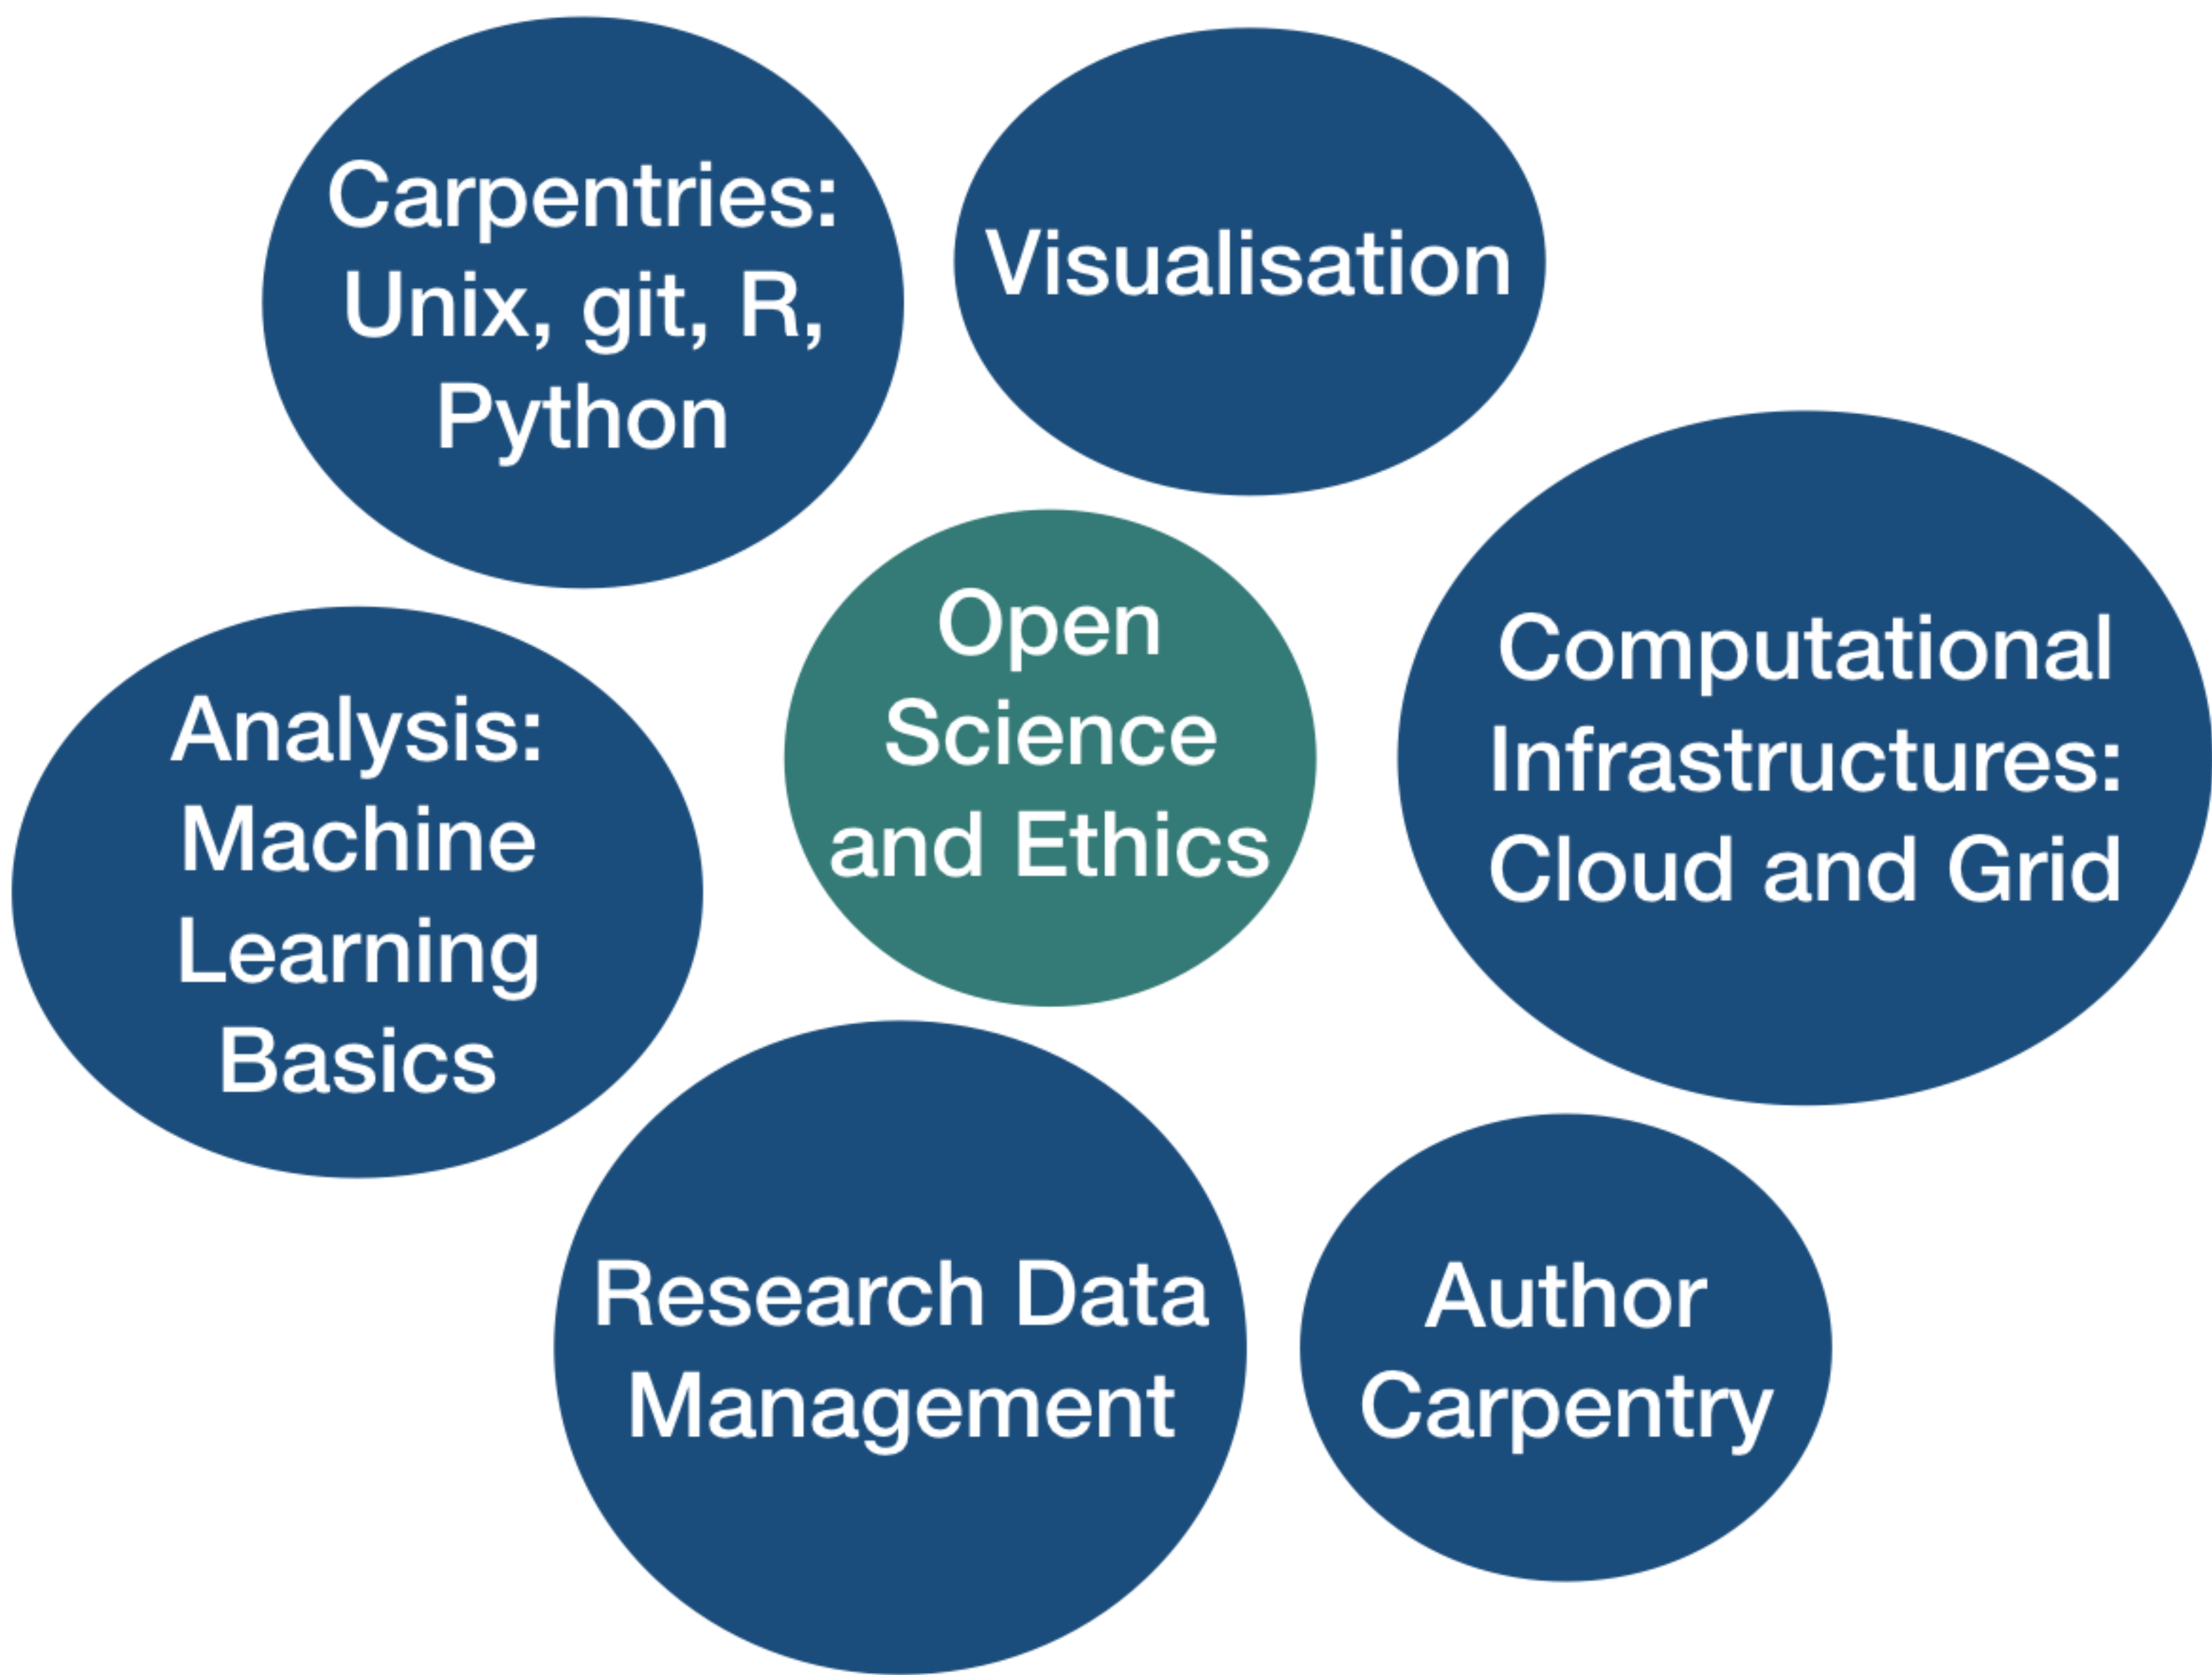 Carpentries:
Unix, git, R,
Python
Visualisation
Open
Science
and Ethics
Computational
Infrastructures:
Cloud and Grid
Analysis:
Machine
Learning
Basics
Research Data
Management
Author
Carpentry